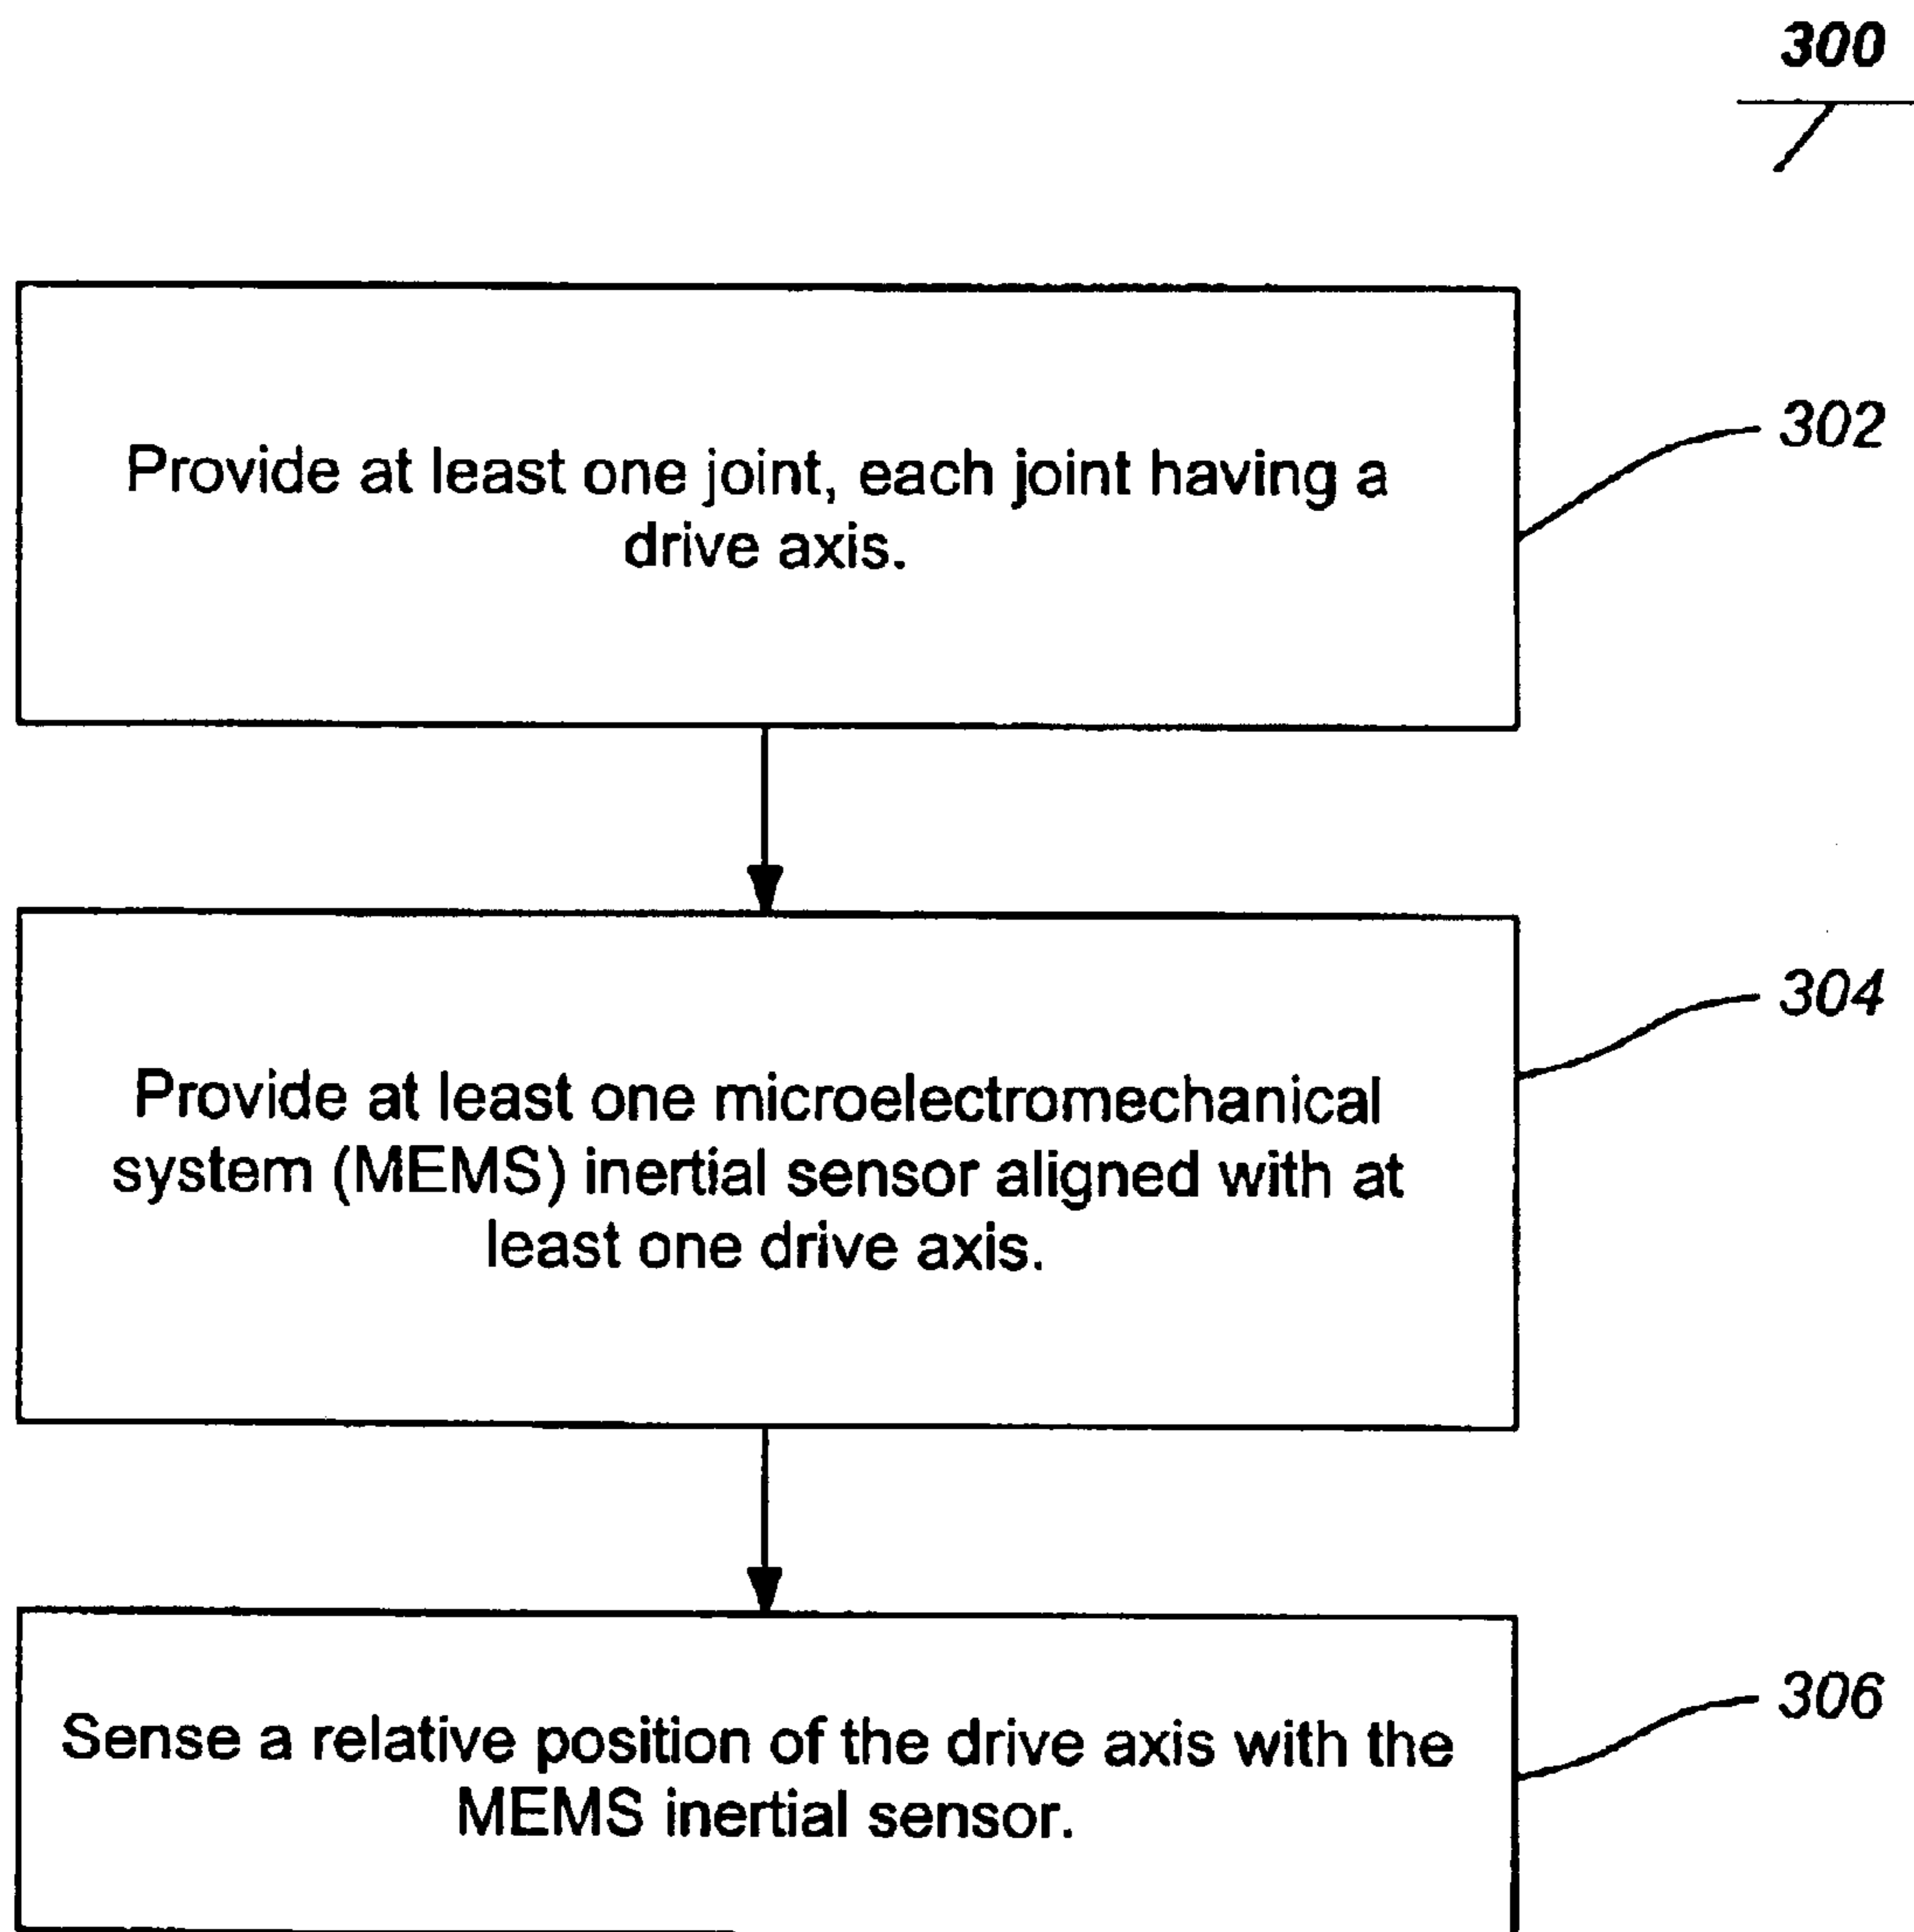 300
Provide at least one joint, each joint having a
drive axis.
302
Provide at least one microelectromechanical
system (MEMS) inertial sensor aligned with at
least one drive axis.
304
Sense a relative position of the drive axis with the
MEMS inertial sensor.
306